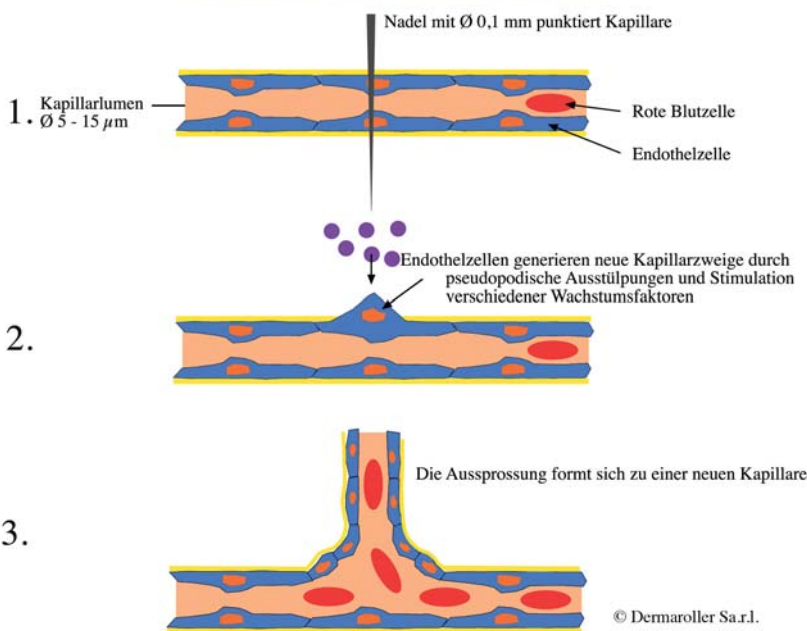 Nadel mit Ø 0,1 mm punktiert Kapillare
1.
Kapillarlumen
Ø 5 - 15 µm
Rote Blutzelle
Endothelzelle
Endothelzellen generieren neue Kapillarzweige durch
pseudopodische Ausstülpungen und Stimulation
verschiedener Wachstumsfaktoren
2.
Die Aussprossung formt sich zu einer neuen Kapillare
3.
© Dermaroller Sa.r.l.